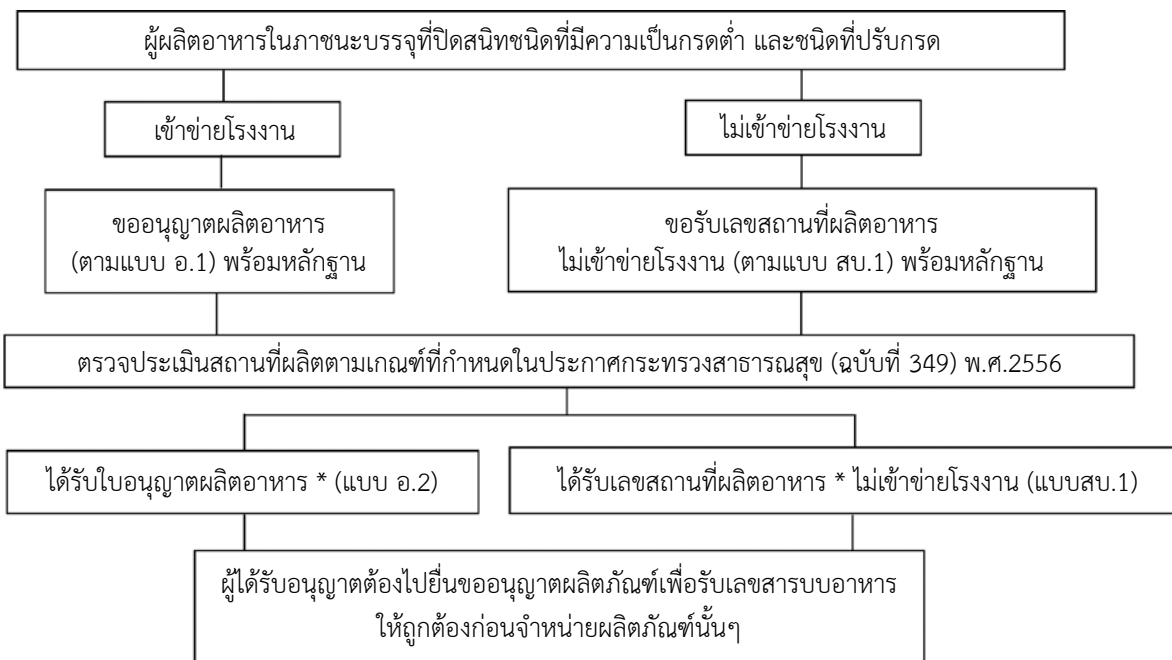 ผู้ผลิตอาหารในภาชนะบรรจุที่ปิดสนิทชนิดที่มีความเป็นกรดต่ำ และชนิดที่ปรับกรด
เข้าข่ายโรงงาน
ไม่เข้าข่ายโรงงาน
ขออนุญาตผลิตอาหาร
(ตามแบบ อ.1) พร้อมหลักฐาน
ขอรับเลขสถานที่ผลิตอาหาร
ไม่เข้าข่ายโรงงาน (ตามแบบ สบ.1) พร้อมหลักฐาน
ตรวจประเมินสถานที่ผลิตตามเกณฑ์ที่กำหนดในประกาศกระทรวงสาธารณสุข (ฉบับที่ 349) พ.ศ.2556
ได้รับใบอนุญาตผลิตอาหาร * (แบบ อ.2)
ได้รับเลขสถานที่ผลิตอาหาร * ไม่เข้าข่ายโรงงาน (แบบสบ.1)
ผู้ได้รับอนุญาตต้องไปยื่นขออนุญาตผลิตภัณฑ์เพื่อรับเลขสารบบอาหาร
ให้ถูกต้องก่อนจำหน่ายผลิตภัณฑ์นั้นๆ